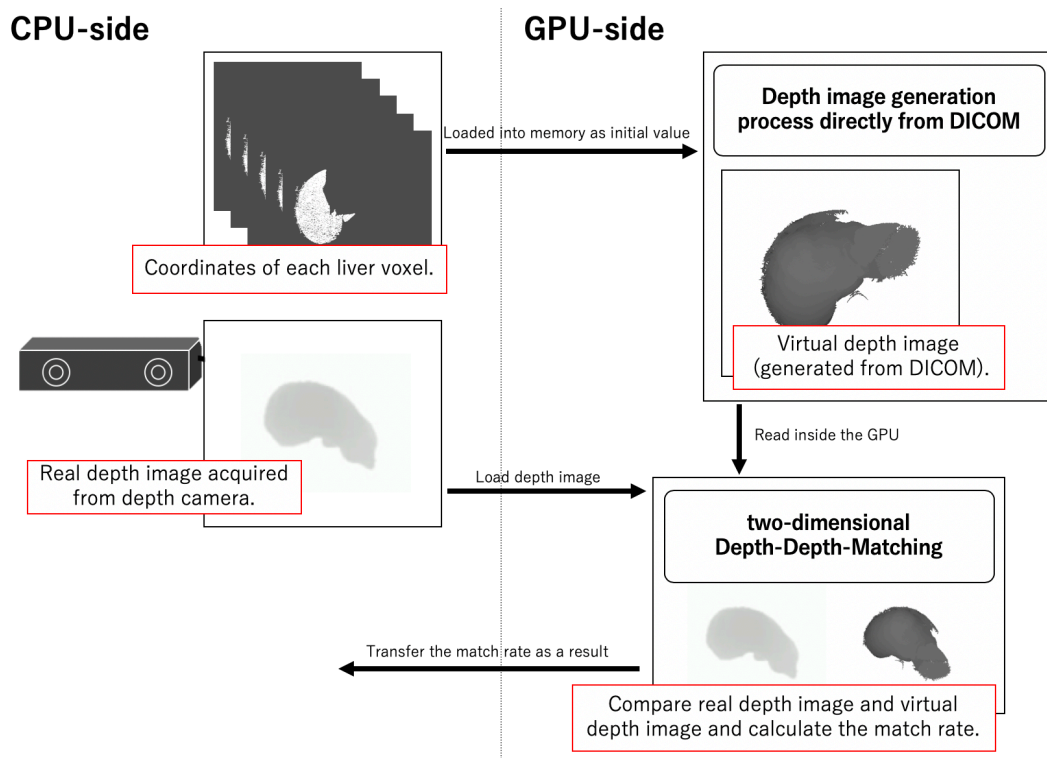 CPU-side
GPU-side
Depth image generation
process directly from DICOM
Loaded into memory as initial value
Coordinates of each liver voxel.
Virtual depth image
(generated from DICOM).
Read inside the GPU
Real depth image acquired
from depth camera.
Load depth image
two-dimensional
Depth-Depth-Matching
Transfer the match rate as a result
Compare real depth image and virtual
depth image and calculate the match rate.